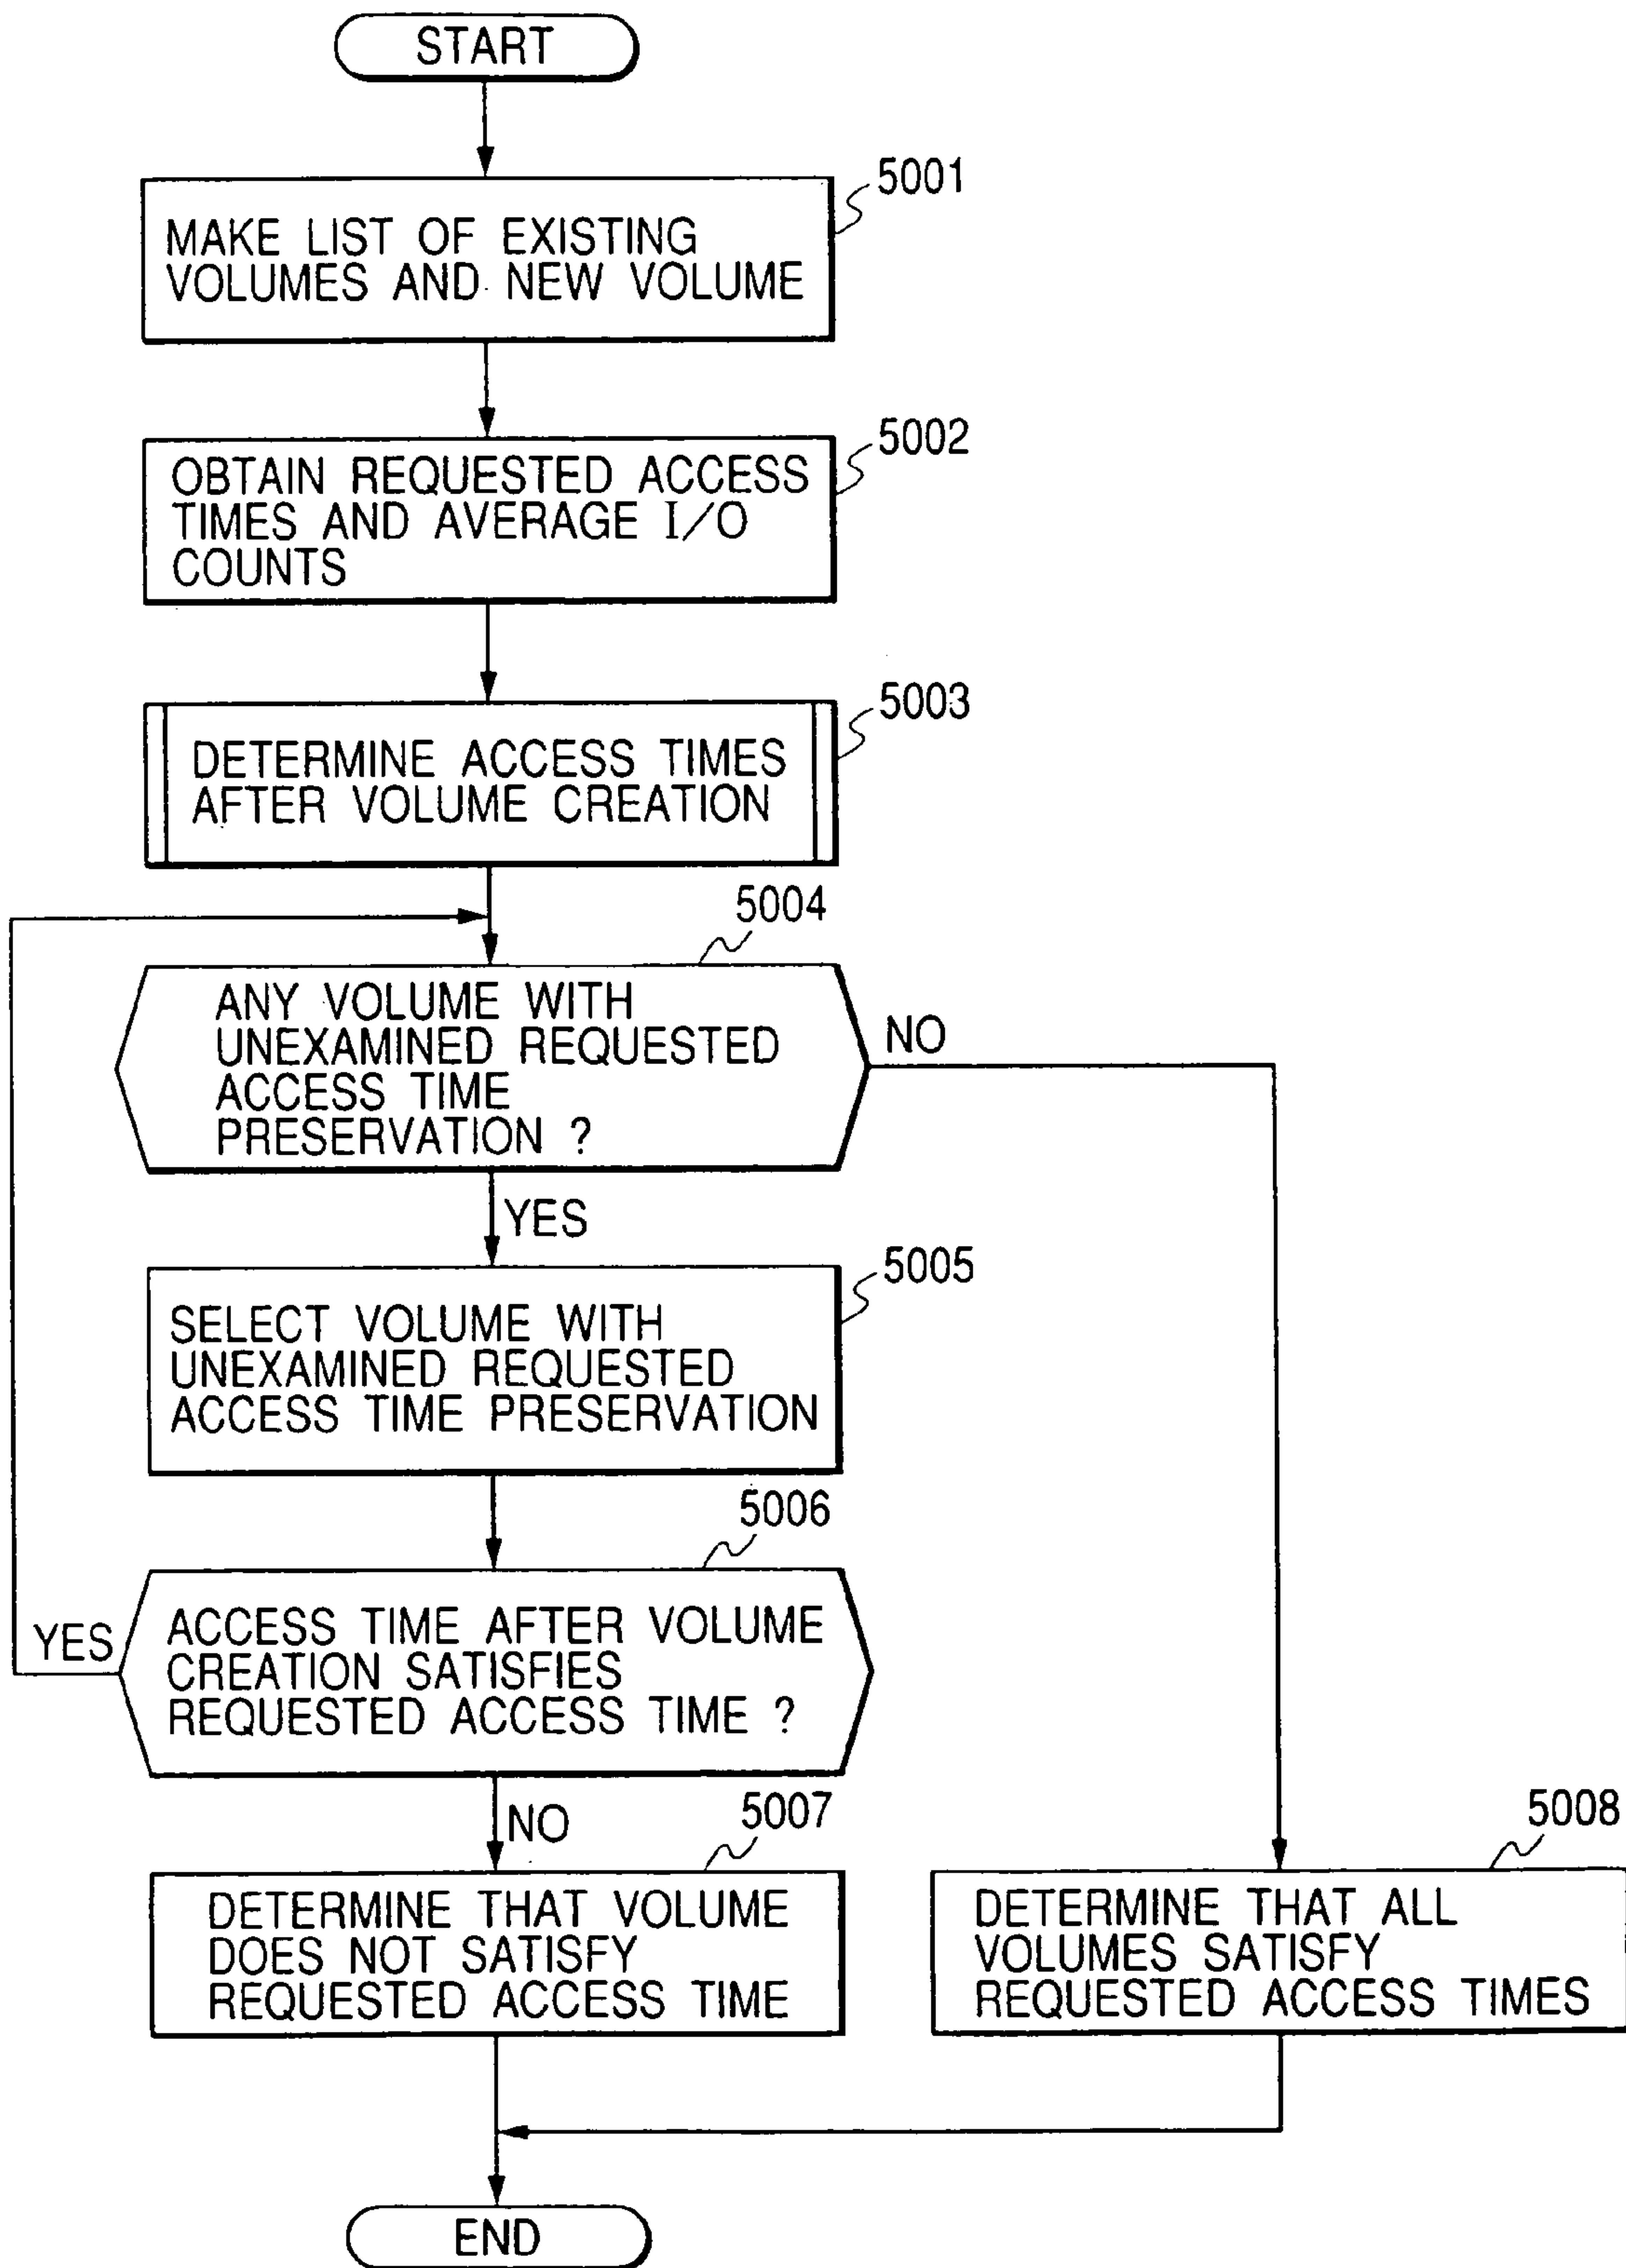 START
5001
MAKE LIST OF EXISTING
VOLUMES AND NEW VOLUME
5002
OBTAIN REQUESTED ACCESS
TIMES AND AVERAGE I/O
COUNTS
5003
DETERMINE ACCESS TIMES
AFTER VOLUME CREATION
5004
ANY VOLUME WITH
UNEXAMINED REQUESTED
ACCESS TIME
PRESERVATION ?
NO
YES
5005
SELECT VOLUME WITH
UNEXAMINED REQUESTED
ACCESS TIME PRESERVATION
5006
ACCESS TIME AFTER VOLUME
CREATION SATISFIES
REQUESTED ACCESS TIME ?
YES
NO
5007
DETERMINE THAT VOLUME
DOES NOT SATISFY
REQUESTED ACCESS TIME
5008
DETERMINE THAT ALL
VOLUMES SATISFY
REQUESTED ACCESS TIMES
END